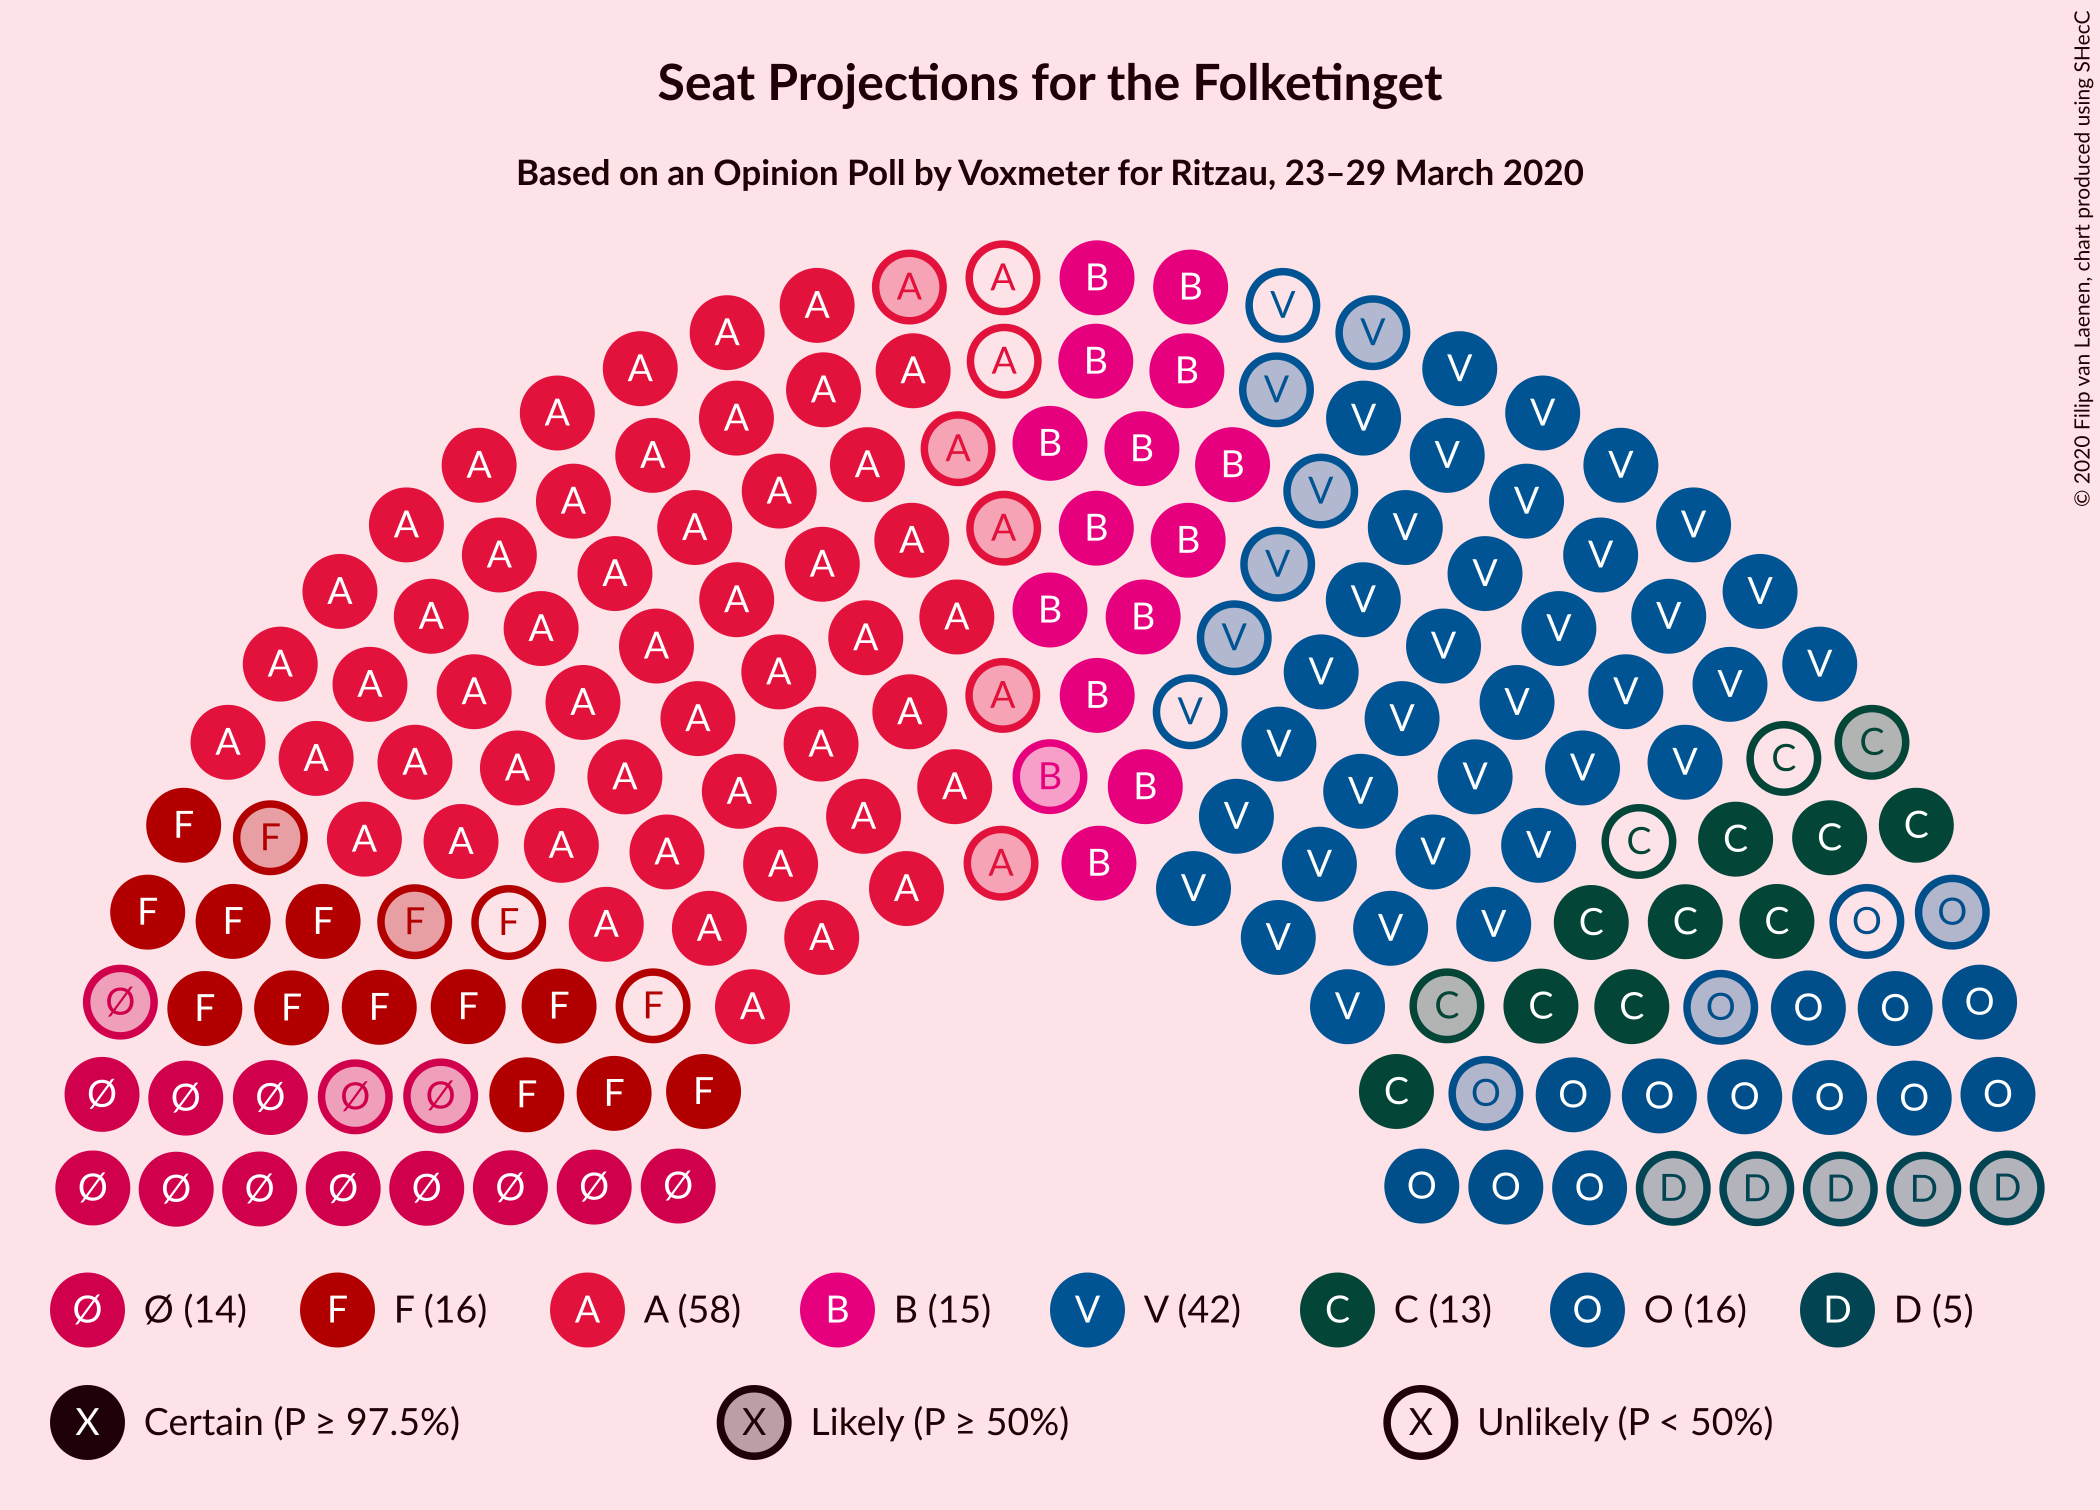 Seat Projections for the Folketinget
Based on an Opinion Poll by Voxmeter for Ritzau, 23–29 March 2020
© 2020 Filip van Laenen, chart produced using SHecC
A A B B
A V
A V
A A A B B V V
A V
A A B B B V V
A A V V
A A V V
A A A B B V V
A A V V
A A A V V V
A A A B B V V V
A A V V
A A V V
A A A V V V
A A A A B V V V V
A A V V
A A A V V C C
A A A B B V V V
A A V V
F F A A A V C C C C
A A A B V V V
A V
F F F F F A A A V V V C C C O O
Ø F F F F F F A V C C C O O O O
Ø Ø Ø Ø Ø F F F C O O O O O O O
Ø Ø Ø Ø Ø Ø Ø Ø O O O D D D D D
Ø Ø (14) F F (16) A A (58) B B (15) V V (42) C C (13) O O (16) D D (5)
X Certain (P ≥ 97.5%) X Likely (P ≥ 50%) X Unlikely (P < 50%)